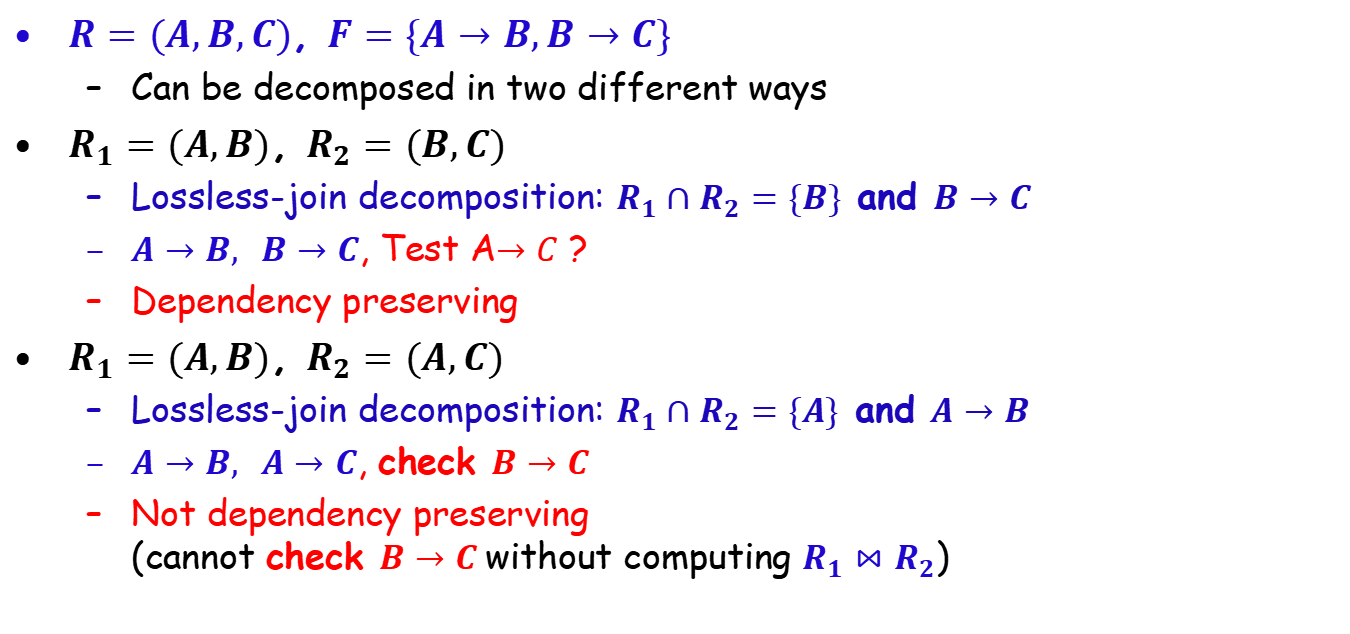 • R = (A, B, C), F = {A → B, B → C}
– Can be decomposed in two different ways
• R₁ = (A, B), R₂ = (B, C)
– Lossless-join decomposition: R₁ ∩ R₂ = {B} and B → C
– A → B, B → C, Test A→ C ?
– Dependency preserving
• R₁ = (A, B), R₂ = (A, C)
– Lossless-join decomposition: R₁ ∩ R₂ = {A} and A → B
– A → B, A → C, check B → C
– Not dependency preserving
(cannot check B → C without computing R₁ ⋈ R₂)